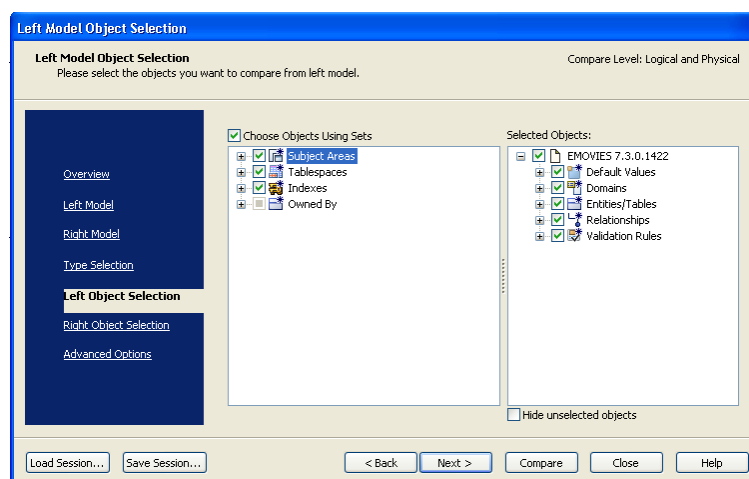 Left Model Object Selection
Left Model Object Selection
Please select the objects you want to compare from left model.
Compare Level: Logical and Physical
Overview
Left Model
Right Model
Type Selection
Left Object Selection
Right Object Selection
Advanced Options
Choose Objects Using Sets
Subject Areas
Tablespaces
Indexes
Owned By
Selected Objects:
EMOVIES 7.3.0.1422
Default Values
Domains
Entities/Tables
Relationships
Validation Rules
Hide unselected objects
Load Session...
Save Session...
< Back
Next >
Compare
Close
Help